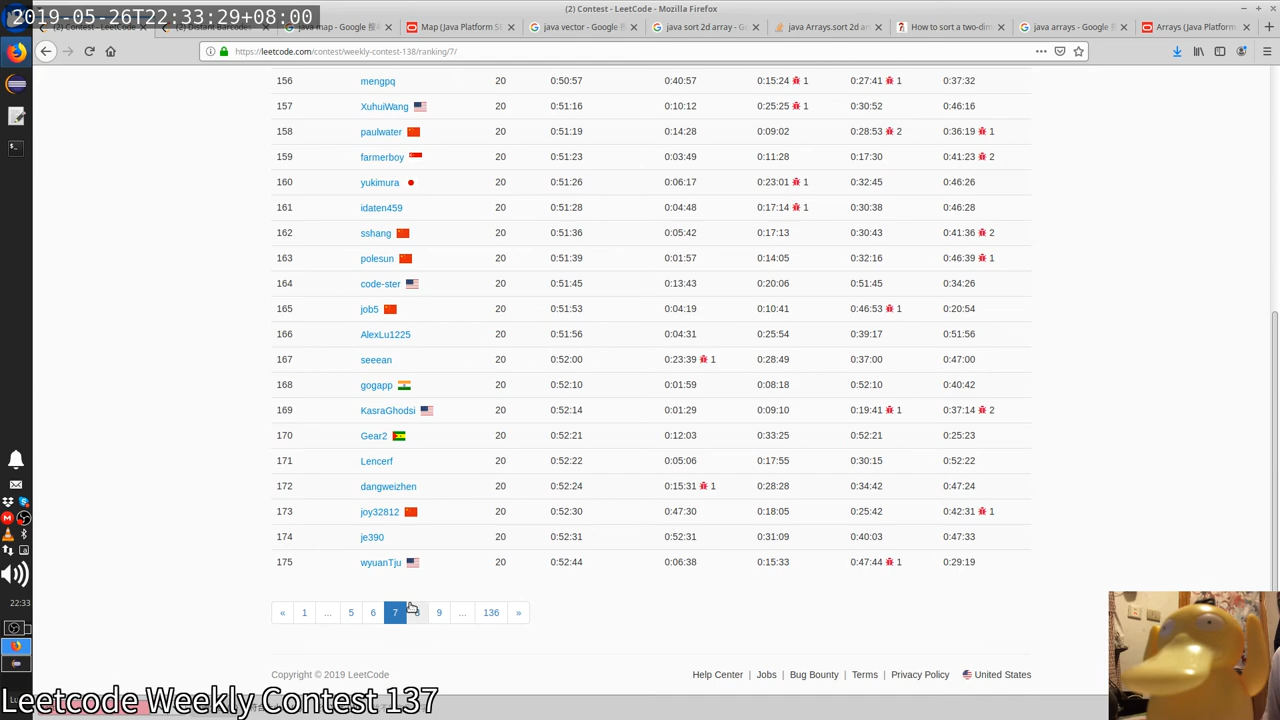 2019-05-26T22:33:29+08:00
(2) Contest - LeetCode - Mozilla Firefox
(2) Contest - LeetCode
(2) Distant Barcodes
java map - Google 搜尋
Map (Java Platform SE
java vector - Google
java sort 2d array - Google
java Arrays.sort 2d a
How to sort a two-dim
java arrays - Google
Arrays (Java Platform
https://leetcode.com/contest/weekly-contest-138/ranking/7/
156 mengpq 20 0:50:57 0:40:57 0:15:24 1 0:27:41 1 0:37:32
157 XuhuiWang 20 0:51:16 0:10:12 0:25:25 1 0:30:52 0:46:16
158 paulwater 20 0:51:19 0:14:28 0:09:02 0:28:53 2 0:36:19 1
159 farmerboy 20 0:51:23 0:03:49 0:11:28 0:17:30 0:41:23 2
160 yukimura 20 0:51:26 0:06:17 0:23:01 1 0:32:45 0:46:26
161 idaten459 20 0:51:28 0:04:48 0:17:14 1 0:30:38 0:46:28
162 sshang 20 0:51:36 0:05:42 0:17:13 0:30:43 0:41:36 2
163 polesun 20 0:51:39 0:01:57 0:14:05 0:32:16 0:46:39 1
164 code-ster 20 0:51:45 0:13:43 0:20:06 0:51:45 0:34:26
165 job5 20 0:51:53 0:04:19 0:10:41 0:46:53 1 0:20:54
166 AlexLu1225 20 0:51:56 0:04:31 0:25:54 0:39:17 0:51:56
167 seeean 20 0:52:00 0:23:39 1 0:28:49 0:37:00 0:47:00
168 gogapp 20 0:52:10 0:01:59 0:08:18 0:52:10 0:40:42
169 KasraGhodsi 20 0:52:14 0:01:29 0:09:10 0:19:41 1 0:37:14 2
170 Gear2 20 0:52:21 0:12:03 0:33:25 0:52:21 0:25:23
171 Lencerf 20 0:52:22 0:05:06 0:17:55 0:30:15 0:52:22
172 dangweizhen 20 0:52:24 0:15:31 1 0:28:28 0:34:42 0:47:24
173 joy32812 20 0:52:30 0:47:30 0:18:05 0:25:42 0:42:31 1
174 je390 20 0:52:31 0:52:31 0:31:09 0:40:03 0:47:33
175 wyuanTju 20 0:52:44 0:06:38 0:15:33 0:47:44 1 0:29:19
22:33
« 1 ... 5 6 7 8 9 ... 136 »
Copyright © 2019 LeetCode
Help Center | Jobs | Bug Bounty | Terms | Privacy Policy United States
Leetcode Weekly Contest 137